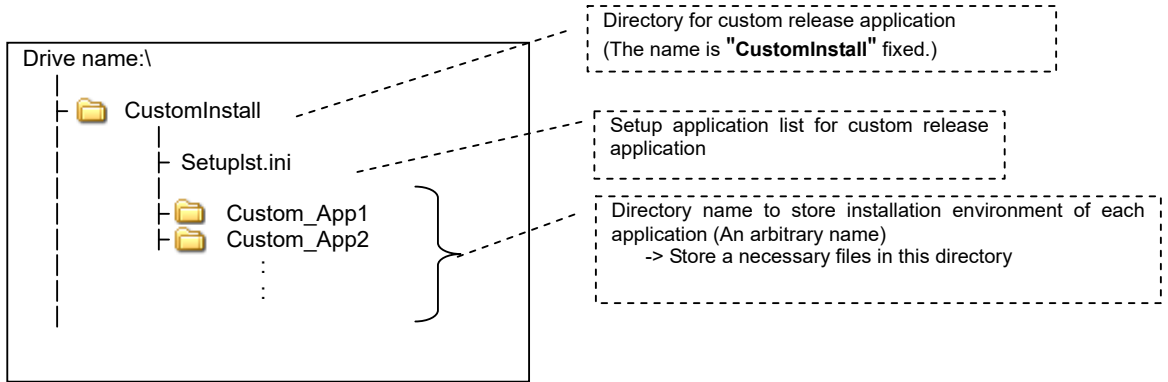 Drive name:\
CustomInstall
Setuplst.ini
Custom_App1
Custom_App2
:
:
Directory for custom release application
(The name is "CustomInstall" fixed.)
Setup application list for custom release
application
Directory name to store installation environment of each
application (An arbitrary name)
-> Store a necessary files in this directory